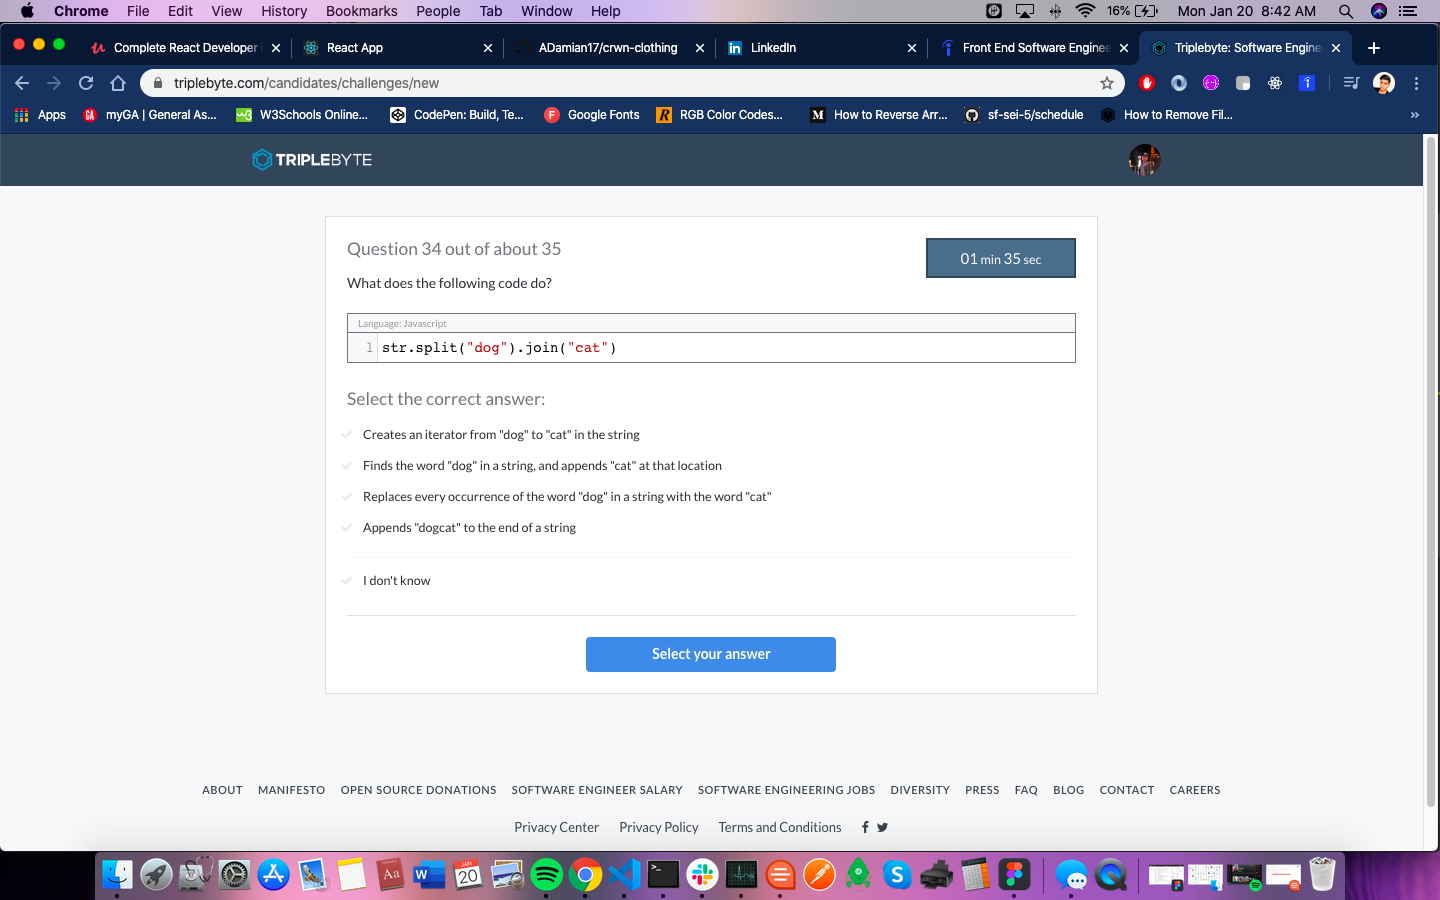 Chrome File Edit View History Bookmarks People Tab Window Help 16% Mon Jan 20 8:42 AM
Complete React Developer React App ADamian17/crwn-clothing LinkedIn Front End Software Enginee Triplebyte: Software Engine
triplebyte.com/candidates/challenges/new
Apps GA myGA | General As... W3Schools Online... CodePen: Build, Te... F Google Fonts R RGB Color Codes... M How to Reverse Arr... sf-sei-5/schedule How to Remove Fil... »
TRIPLEBYTE
Question 34 out of about 35
01 min 35 sec
What does the following code do?
Language: Javascript
1 str.split("dog").join("cat")
Select the correct answer:
Creates an iterator from "dog" to "cat" in the string
Finds the word "dog" in a string, and appends "cat" at that location
Replaces every occurrence of the word "dog" in a string with the word "cat"
Appends "dogcat" to the end of a string
I don't know
Select your answer
ABOUT MANIFESTO OPEN SOURCE DONATIONS SOFTWARE ENGINEER SALARY SOFTWARE ENGINEERING JOBS DIVERSITY PRESS FAQ BLOG CONTACT CAREERS
Privacy Center Privacy Policy Terms and Conditions
Aa W JAN 20 S